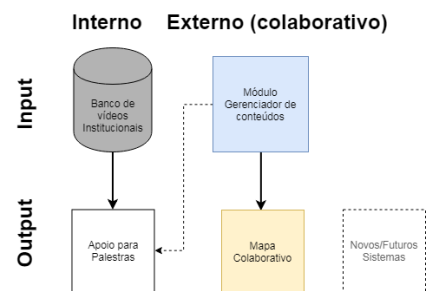 Interno
Externo (colaborativo)
Input
Banco de
vídeos
Institucionais
Módulo
Gerenciador de
conteúdos
Output
Apoio para
Palestras
Mapa
Colaborativo
Novos/Futuros
Sistemas